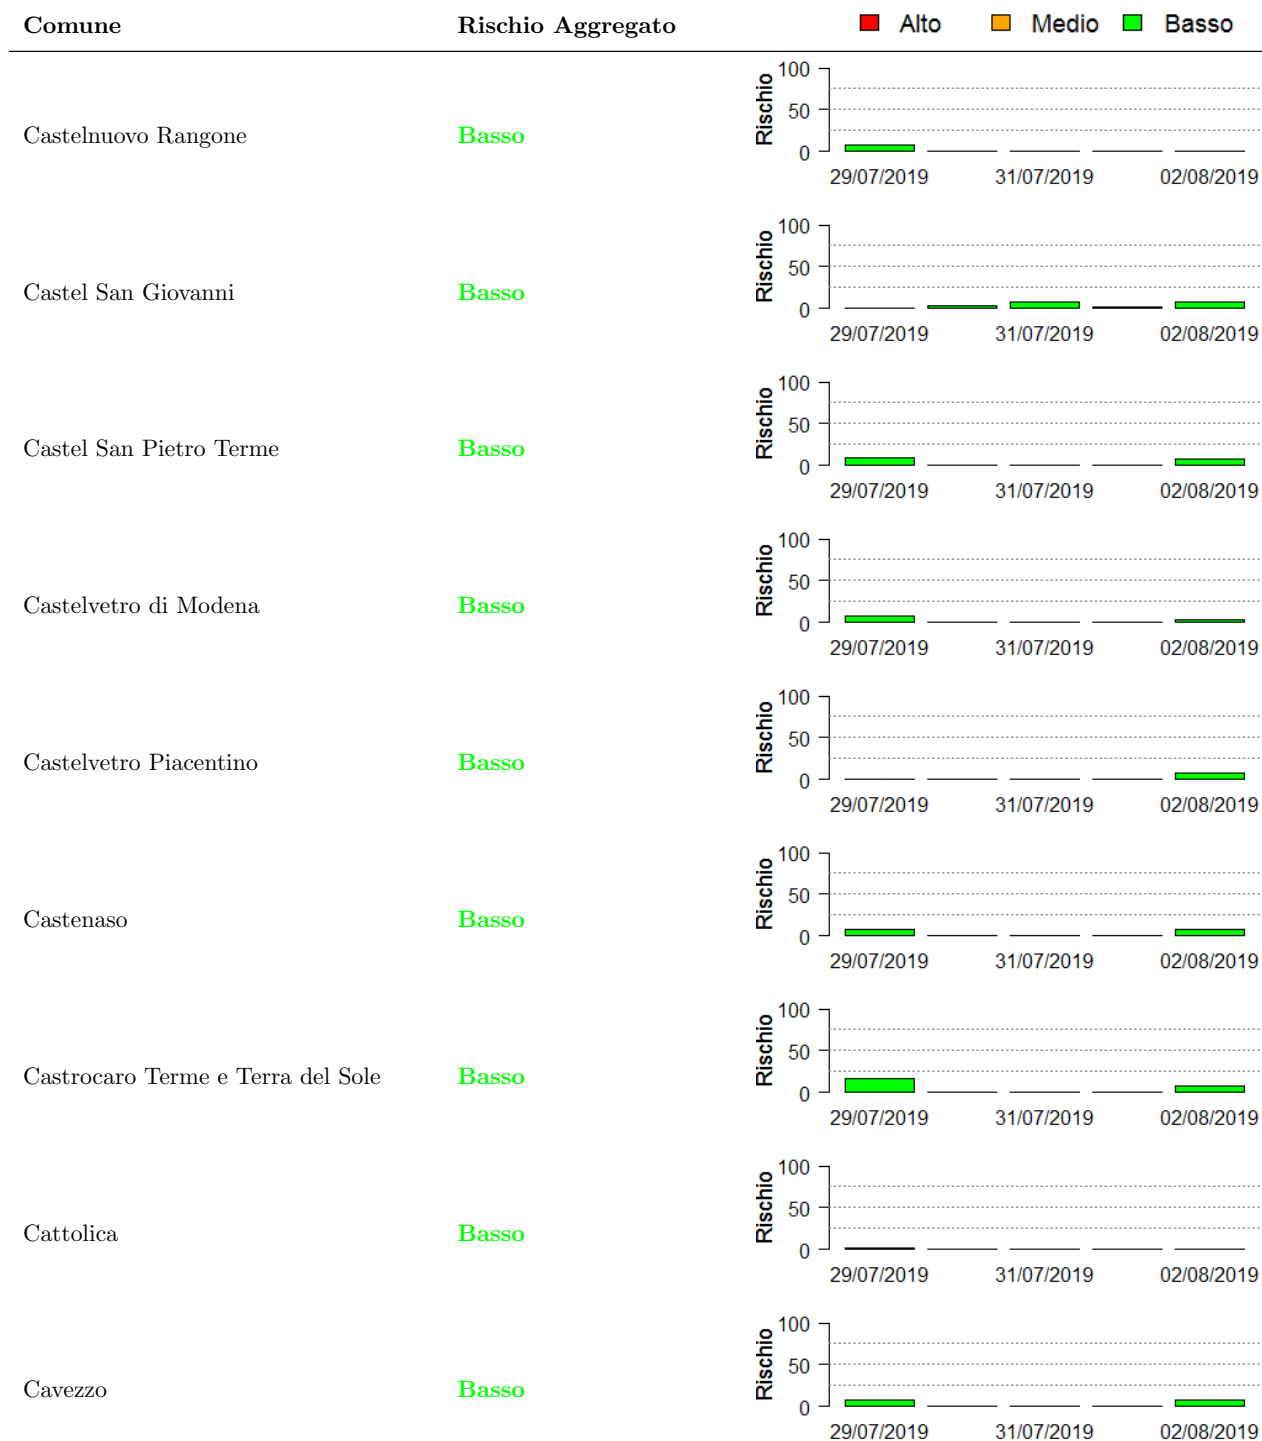 Comune Rischio Aggregato Alto Medio Basso
100
50
0
Rischio
Castelnuovo Rangone Basso
29/07/2019 31/07/2019 02/08/2019
100
50
0
Rischio
Castel San Giovanni Basso
29/07/2019 31/07/2019 02/08/2019
100
50
0
Rischio
Castel San Pietro Terme Basso
29/07/2019 31/07/2019 02/08/2019
100
50
0
Rischio
Castelvetro di Modena Basso
29/07/2019 31/07/2019 02/08/2019
100
50
0
Rischio
Castelvetro Piacentino Basso
29/07/2019 31/07/2019 02/08/2019
100
50
0
Rischio
Castenaso Basso
29/07/2019 31/07/2019 02/08/2019
100
50
0
Rischio
Castrocaro Terme e Terra del Sole Basso
29/07/2019 31/07/2019 02/08/2019
100
50
0
Rischio
Cattolica Basso
29/07/2019 31/07/2019 02/08/2019
100
50
0
Rischio
Cavezzo Basso
29/07/2019 31/07/2019 02/08/2019